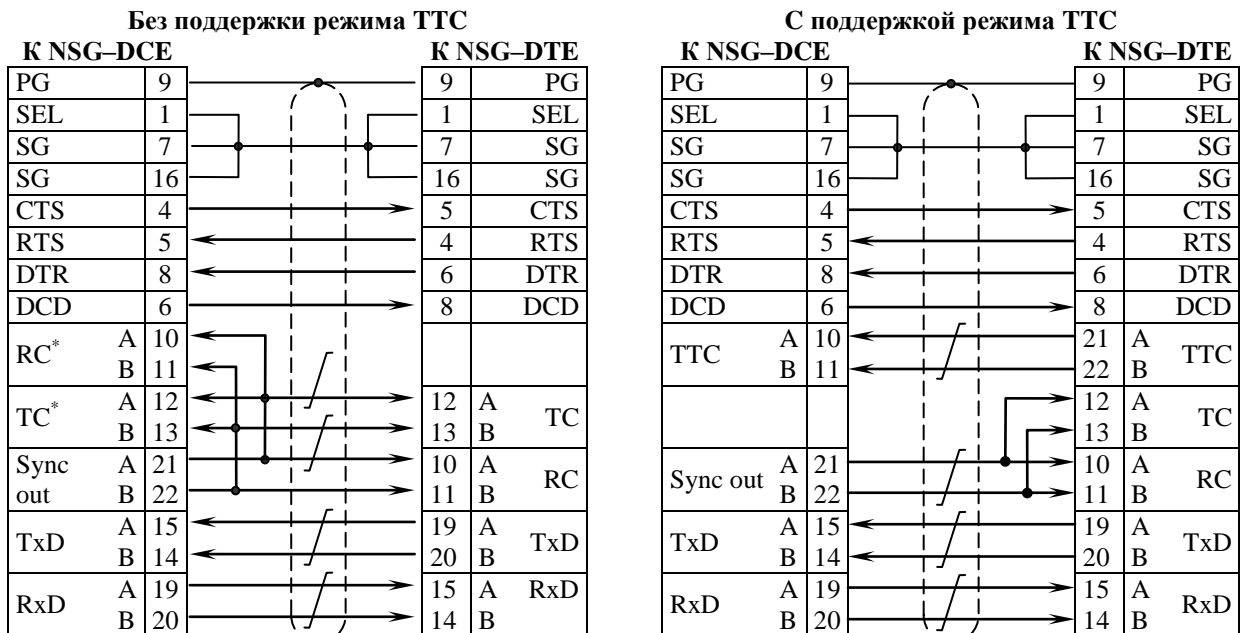 Без поддержки режима ТТС
К NSG–DCE К NSG–DTE
PG 9 9 PG
SEL 1 1 SEL
SG 7 7 SG
SG 16 16 SG
CTS 4 5 CTS
RTS 5 4 RTS
DTR 8 6 DTR
DCD 6 8 DCD
RC* A 10
B 11
TC* A 12 12 A TC
B 13 13 B
Sync A 21 10 A RC
out B 22 11 B
TxD A 15 19 A TxD
B 14 20 B
RxD A 19 15 A RxD
B 20 14 B
С поддержкой режима ТТС
К NSG–DCE К NSG–DTE
PG 9 9 PG
SEL 1 1 SEL
SG 7 7 SG
SG 16 16 SG
CTS 4 5 CTS
RTS 5 4 RTS
DTR 8 6 DTR
DCD 6 8 DCD
TTC A 10 21 A TTC
B 11 22 B
12 A TC
13 B
Sync out A 21 10 A RC
B 22 11 B
TxD A 15 19 A TxD
B 14 20 B
RxD A 19 15 A RxD
B 20 14 B